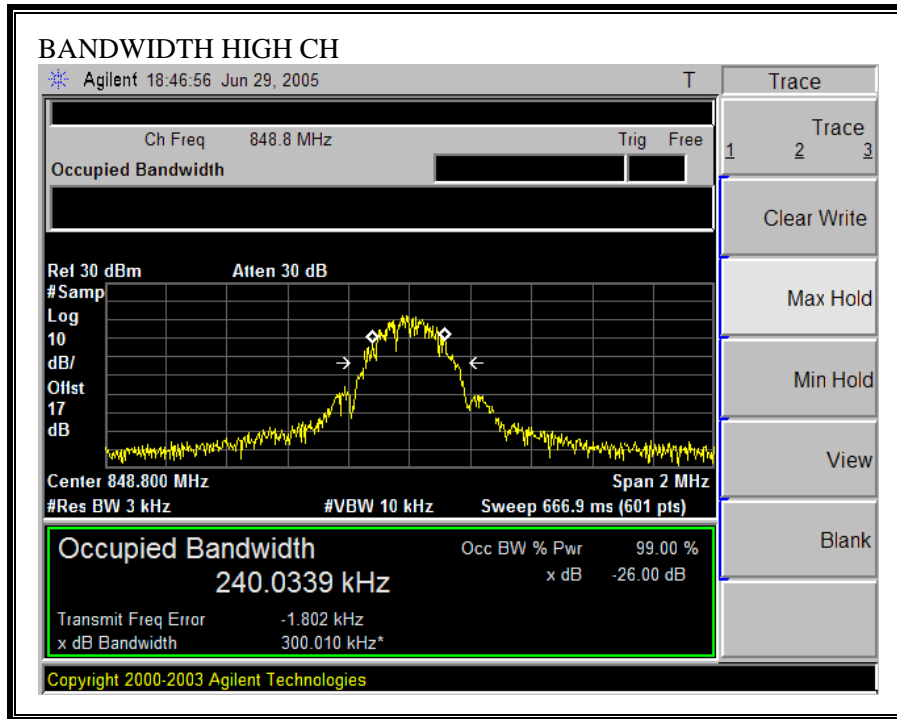 BANDWIDTH HIGH CH
Agilent 18:46:56 Jun 29, 2005 T
Trace
Ch Freq 848.8 MHz Trig Free
Occupied Bandwidth
Trace
1 2 3
Clear Write
Max Hold
Min Hold
View
Blank
Ref 30 dBm Atten 30 dB
#Samp
Log
10
dB/
Offst
17
dB
Center 848.800 MHz Span 2 MHz
#Res BW 3 kHz #VBW 10 kHz Sweep 666.9 ms (601 pts)
Occupied Bandwidth Occ BW % Pwr 99.00 %
240.0339 kHz x dB -26.00 dB
Transmit Freq Error -1.802 kHz
x dB Bandwidth 300.010 kHz*
Copyright 2000-2003 Agilent Technologies